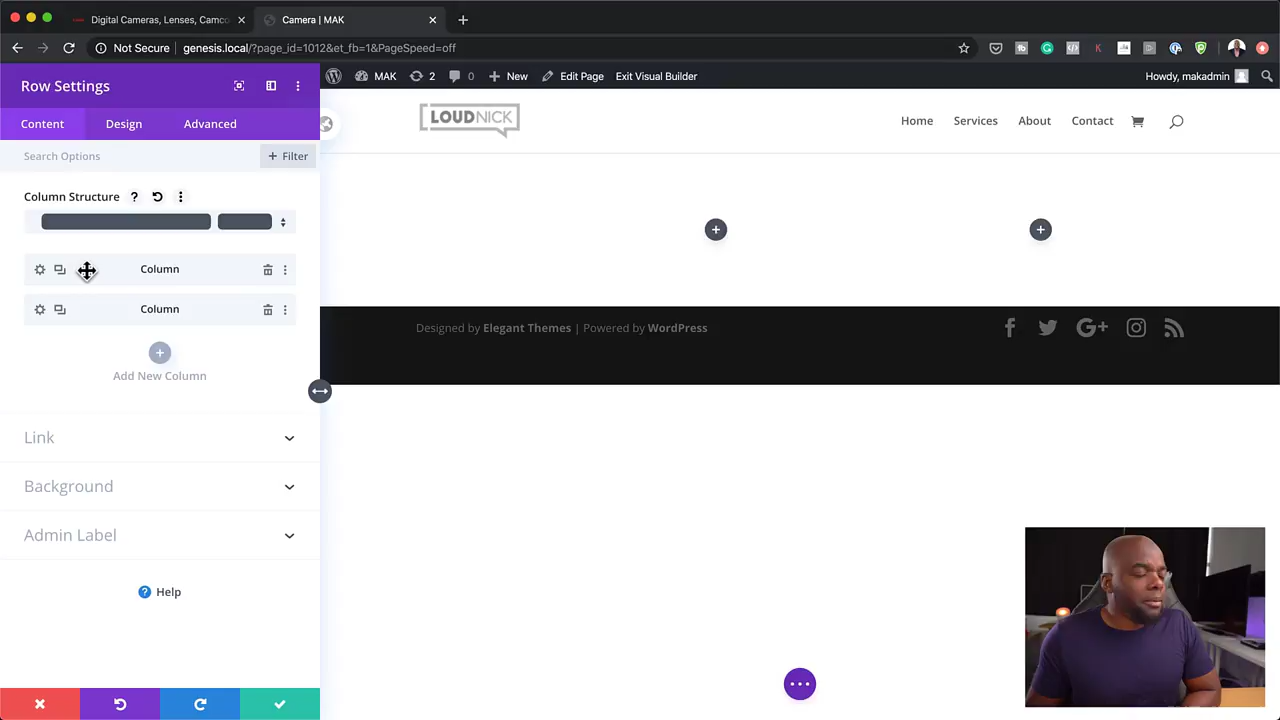 Digital Cameras, Lenses, Camco
Camera | MAK
Not Secure
genesis.local/?page_id=1012&et_fb=1&PageSpeed=off
MAK
2
0
New
Edit Page
Exit Visual Builder
Howdy, makadmin
Row Settings
Content
Design
Advanced
Search Options
+ Filter
LOUDNICK
Home
Services
About
Contact
Column Structure
Column
Column
Add New Column
Link
Background
Admin Label
Help
Designed by Elegant Themes | Powered by WordPress